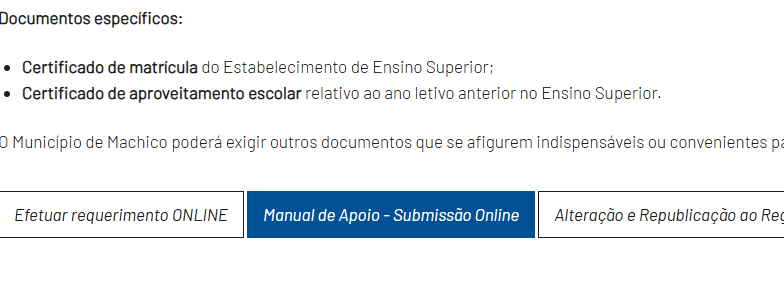 Documentos específicos:
Certificado de matrícula do Estabelecimento de Ensino Superior;
Certificado de aproveitamento escolar relativo ao ano letivo anterior no Ensino Superior.
O Município de Machico poderá exigir outros documentos que se afigurem indispensáveis ou convenientes
Efetuar requerimento ONLINE
Manual de Apoio - Submissão Online
Alteração e Republicação ao